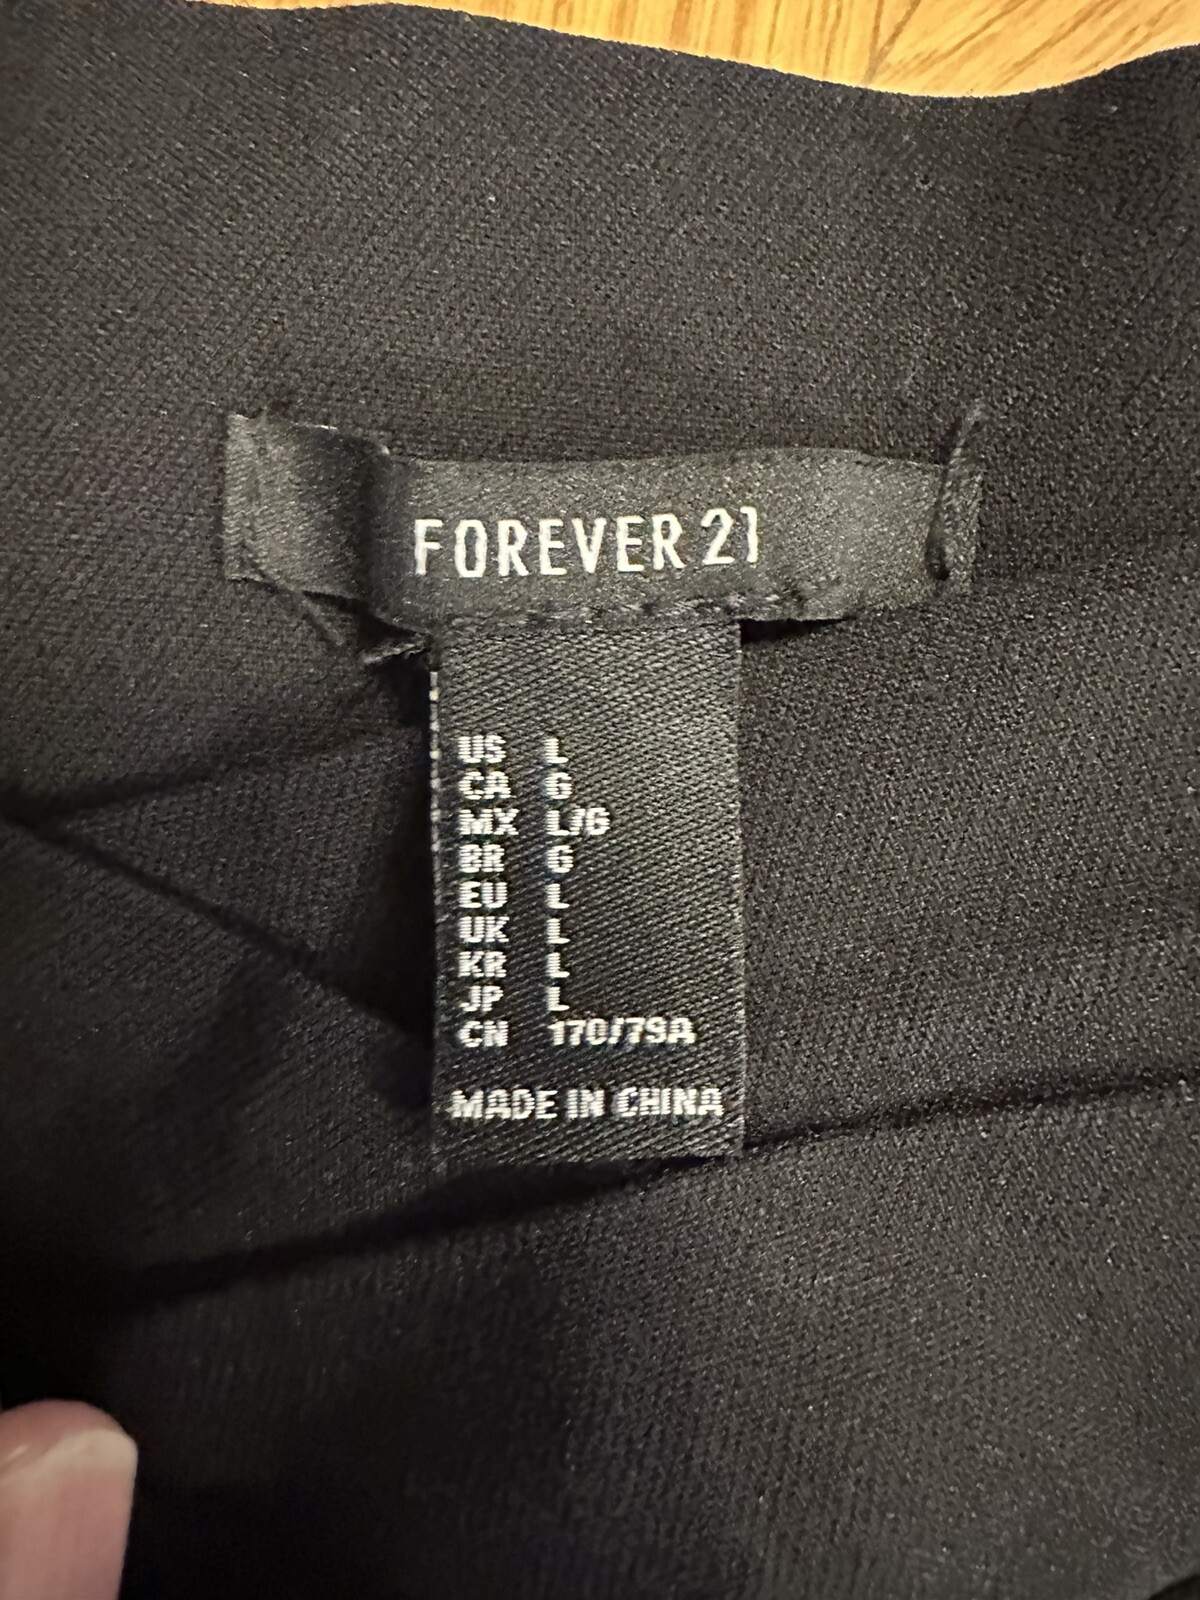 FOREVER 21
US L
CA G
MX L/G
BR G
EU L
UK L
KR L
JP L
CN 170/79A
MADE IN CHINA